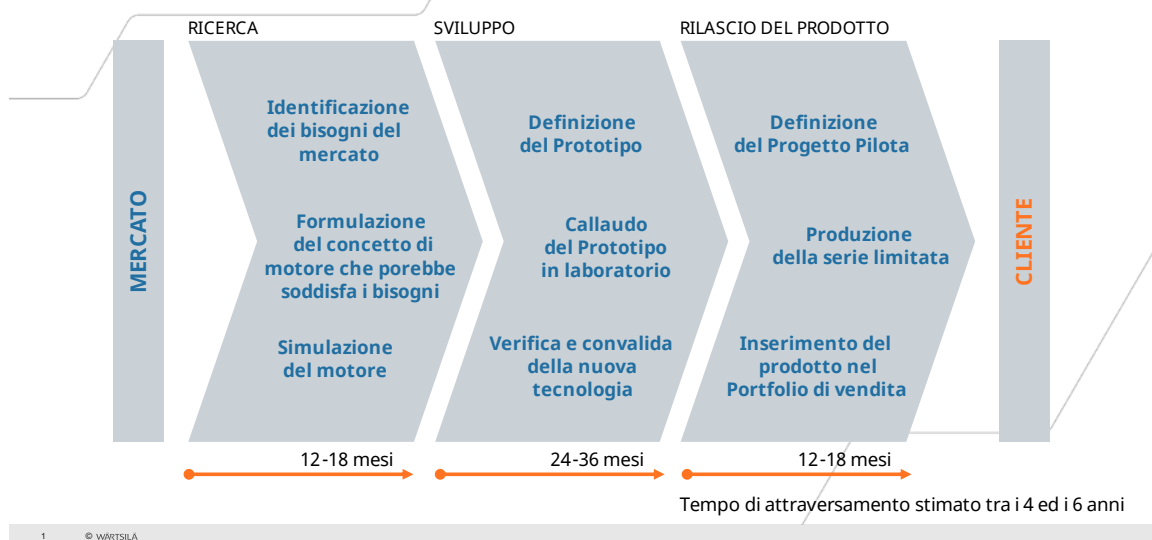 RICERCA
SVILUPPO
RILASCIO DEL PRODOTTO
MERCATO
Identificazione
dei bisogni del
mercato
Formulazione
del concetto di
motore che porebbe
soddisfa i bisogni
Simulazione
del motore
Definizione
del Prototipo
Callaudo
del Prototipo
in laboratorio
Verifica e convalida
della nuova
tecnologia
Definizione
del Progetto Pilota
Produzione
della serie limitata
Inserimento del
prodotto nel
Portfolio di vendita
CLIENTE
12-18 mesi
24-36 mesi
12-18 mesi
Tempo di attraversamento stimato tra i 4 ed i 6 anni
1 © WÄRTSILÄ